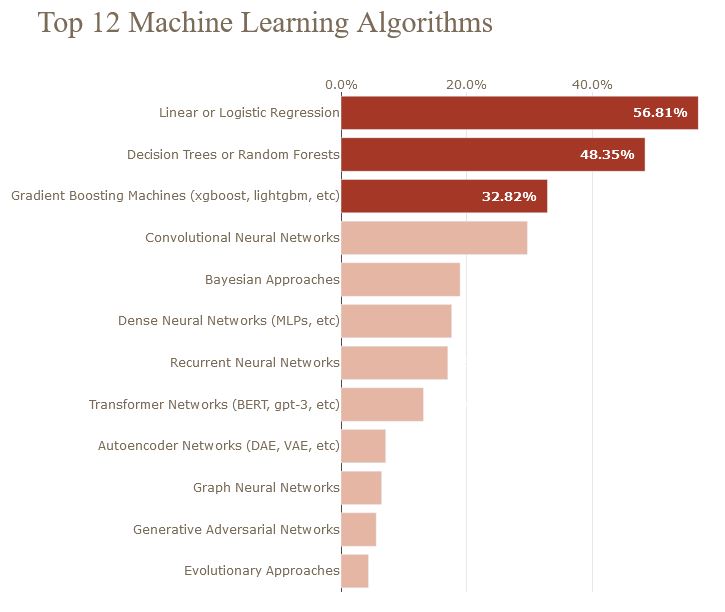 Top 12 Machine Learning Algorithms
0.0% 20.0% 40.0%
Linear or Logistic Regression 56.81%
Decision Trees or Random Forests 48.35%
Gradient Boosting Machines (xgboost, lightgbm, etc) 32.82%
Convolutional Neural Networks
Bayesian Approaches
Dense Neural Networks (MLPs, etc)
Recurrent Neural Networks
Transformer Networks (BERT, gpt-3, etc)
Autoencoder Networks (DAE, VAE, etc)
Graph Neural Networks
Generative Adversarial Networks
Evolutionary Approaches